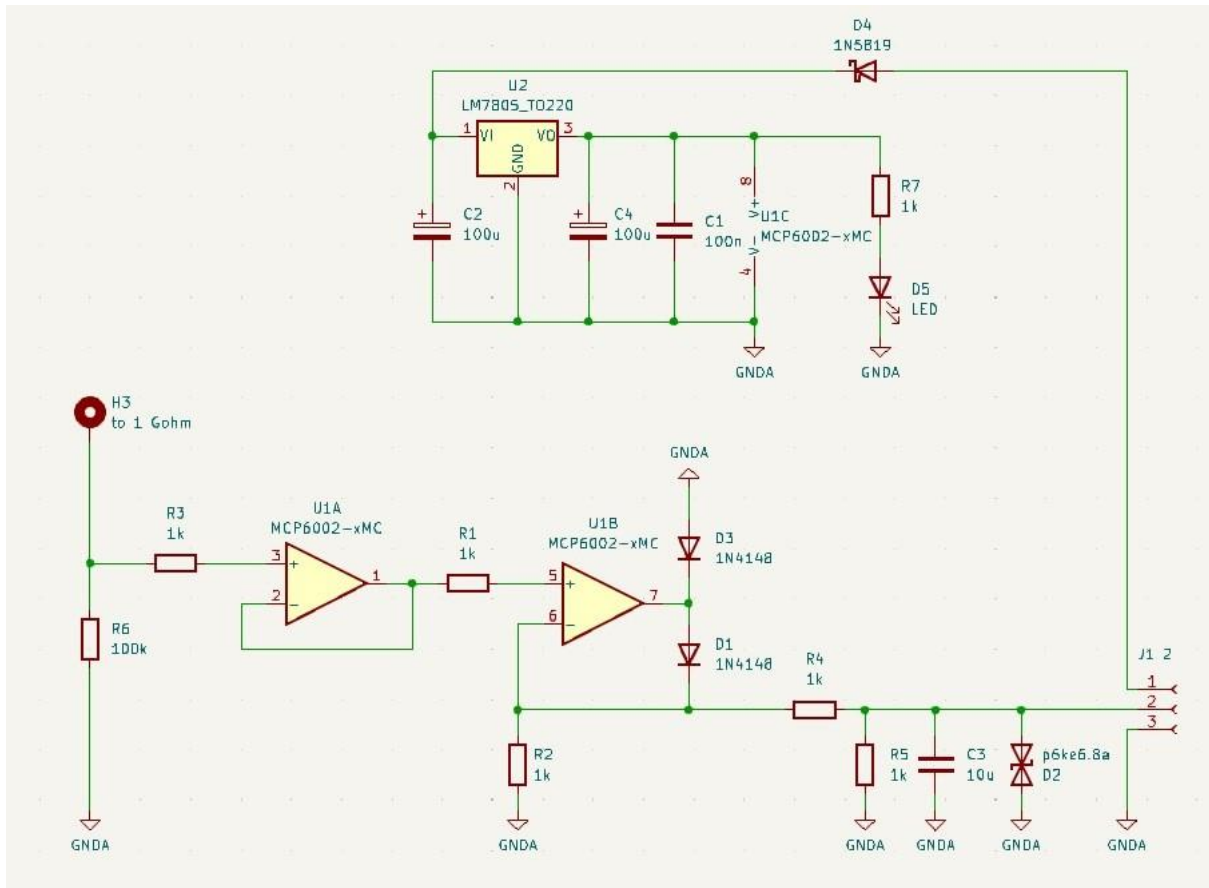 D4
1N5819
U2
LM7805_TO220
1
VI
VO
3
GND
2
+
C2
100u
+
C4
100u
C1
100n
8
V+
U1C
MCP6002-xMC
V-
4
R7
1k
D5
LED
GNDA
GNDA
H3
to 1 Gohm
R3
1k
U1A
MCP6002-xMC
3
+
2
-
1
R6
100k
GNDA
R1
1k
U1B
MCP6002-xMC
5
+
6
-
7
GNDA
D3
1N4148
D1
1N4148
R2
1k
GNDA
R4
1k
R5
1k
GNDA
C3
10u
GNDA
p6ke6.8a
D2
GNDA
J1 2
1
2
3
GNDA